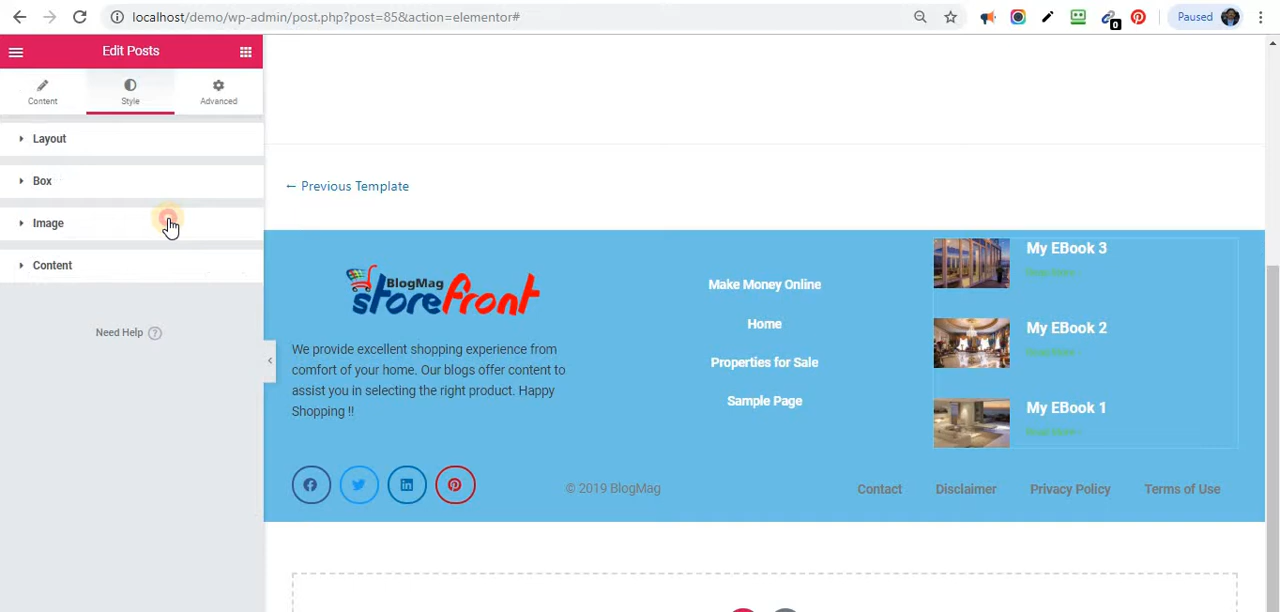 localhost/demo/wp-admin/post.php?post=85&action=elementor#
0
Paused
Edit Posts
Content
Style
Advanced
Layout
Box
Image
Content
Need Help ?
← Previous Template
BlogMag
storefront
We provide excellent shopping experience from
comfort of your home. Our blogs offer content to
assist you in selecting the right product. Happy
Shopping !!
Make Money Online
Home
Properties for Sale
Sample Page
My EBook 3
My EBook 2
My EBook 1
© 2019 BlogMag
Contact
Disclaimer
Privacy Policy
Terms of Use